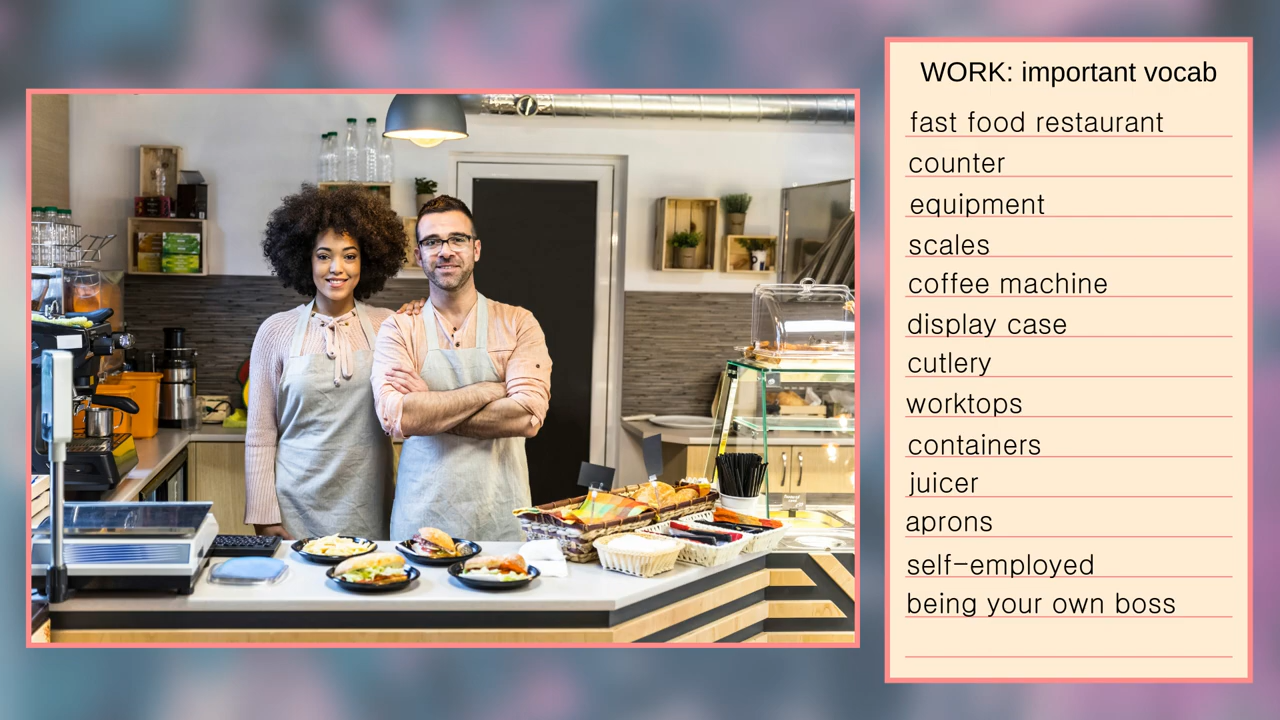 WORK: important vocab
fast food restaurant
counter
equipment
scales
coffee machine
display case
cutlery
worktops
containers
juicer
aprons
self-employed
being your own boss